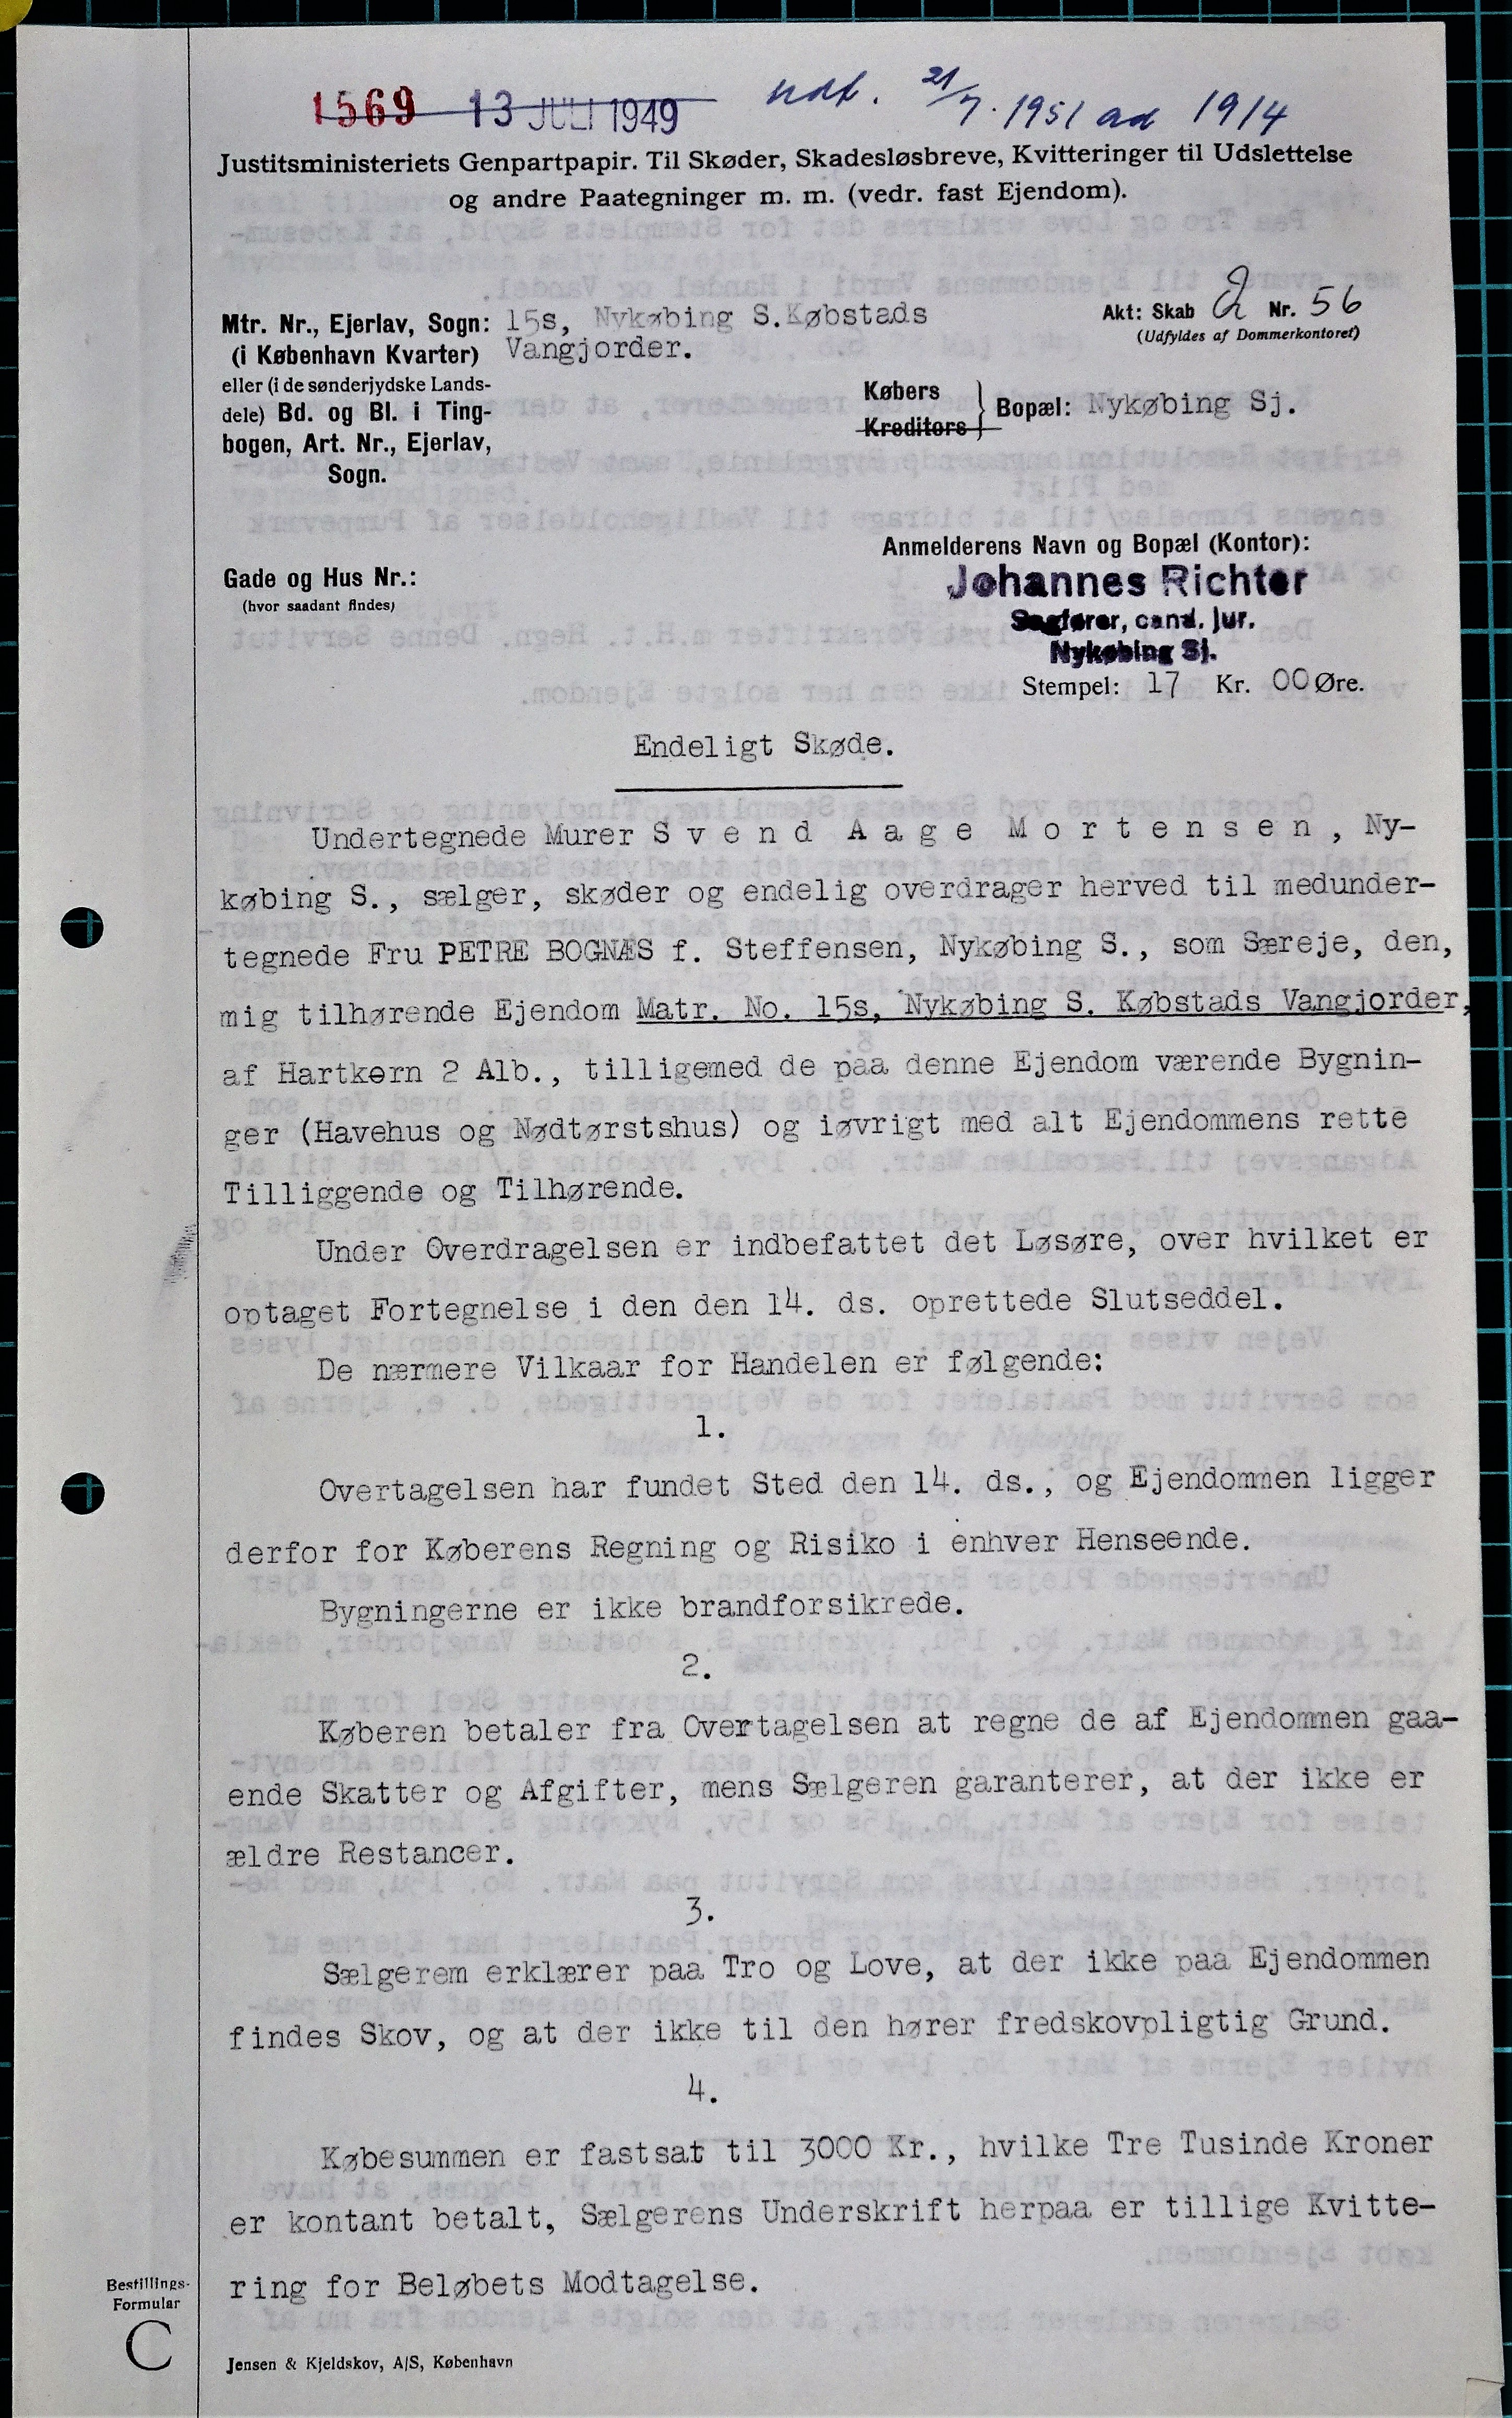 1569 13 JULI 1949 udt. 21/7. 1951 ad 1914
Justitsministeriets Genpartpapir. Til Skøder, Skadesløsbreve, Kvitteringer til Udslettelse
og andre Paategninger m. m. (vedr. fast Ejendom).
Mtr. Nr., Ejerlav, Sogn: 15s, Nykøbing S.Købstads
(i København Kvarter) Vangjorder.
eller (i de sønderjydske Lands-
dele) Bd. og Bl. i Ting-
bogen, Art. Nr., Ejerlav,
Sogn.
Akt: Skab Nr. 56
(Udfyldes af Dommerkontoret)
Købers
Kreditors
} Bopæl: Nykøbing Sj.
Gade og Hus Nr.:
(hvor saadant findes)
Anmelderens Navn og Bopæl (Kontor):
Johannes Richter
Sagfører, cand. jur.
Nykøbing Sj.
Stempel: 17 Kr. 00 Øre.
Endeligt Skøde.
Undertegnede Murer S v e n d A a g e M o r t e n s e n , Ny-
købing S., sælger, skøder og endelig overdrager herved til medunder-
tegnede Fru PETRE BOGNÆS f. Steffensen, Nykøbing S., som Særeje, den,
mig tilhørende Ejendom Matr. No. 15s, Nykøbing S. Købstads Vangjorder,
af Hartkorn 2 Alb., tilligemed de paa denne Ejendom værende Bygnin-
ger (Havehus og Nødtørstshus) og iøvrigt med alt Ejendommens rette
Tilliggende og Tilhørende.
Under Overdragelsen er indbefattet det Løsøre, over hvilket er
optaget Fortegnelse i den den 14. ds. oprettede Slutseddel.
De nærmere Vilkaar for Handelen er følgende:
1.
Overtagelsen har fundet Sted den 14. ds., og Ejendommen ligger
derfor for Køberens Regning og Risiko i enhver Henseende.
Bygningerne er ikke brandforsikrede.
2.
Køberen betaler fra Overtagelsen at regne de af Ejendommen gaa-
ende Skatter og Afgifter, mens Sælgeren garanterer, at der ikke er
ældre Restancer.
3.
Sælgerem erklærer paa Tro og Love, at der ikke paa Ejendommen
findes Skov, og at der ikke til den hører fredskovpligtig Grund.
4.
Købesummen er fastsat til 3000 Kr., hvilke Tre Tusinde Kroner
er kontant betalt, Sælgerens Underskrift herpaa er tillige Kvitte-
ring for Beløbets Modtagelse.
Bestillings-
Formular
C
Jensen & Kjeldskov, A/S, København